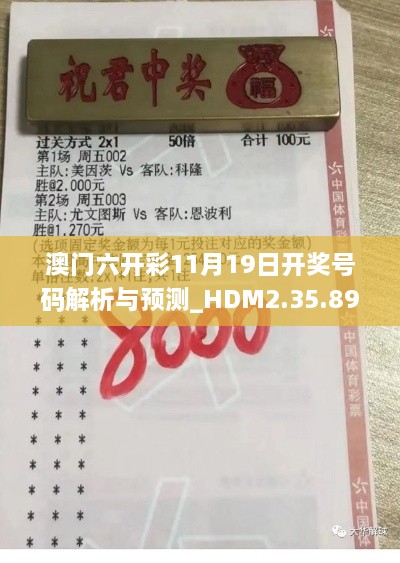 祝君中奖
福
过关方式 2x1 50倍 合计 100元
第1场 周五002
主队:美因茨 Vs 客队:科隆
胜@2.000元
第2场 周五003
主队:尤文图斯 Vs 客队:恩波利
胜@1.270元
(选项固定奖金额为每1元投注对应的奖金额)
澳门六开彩11月19日开奖号
码解析与预测_HDM2.35.89
8000
中国体育彩票
中国体育彩票
大华解球